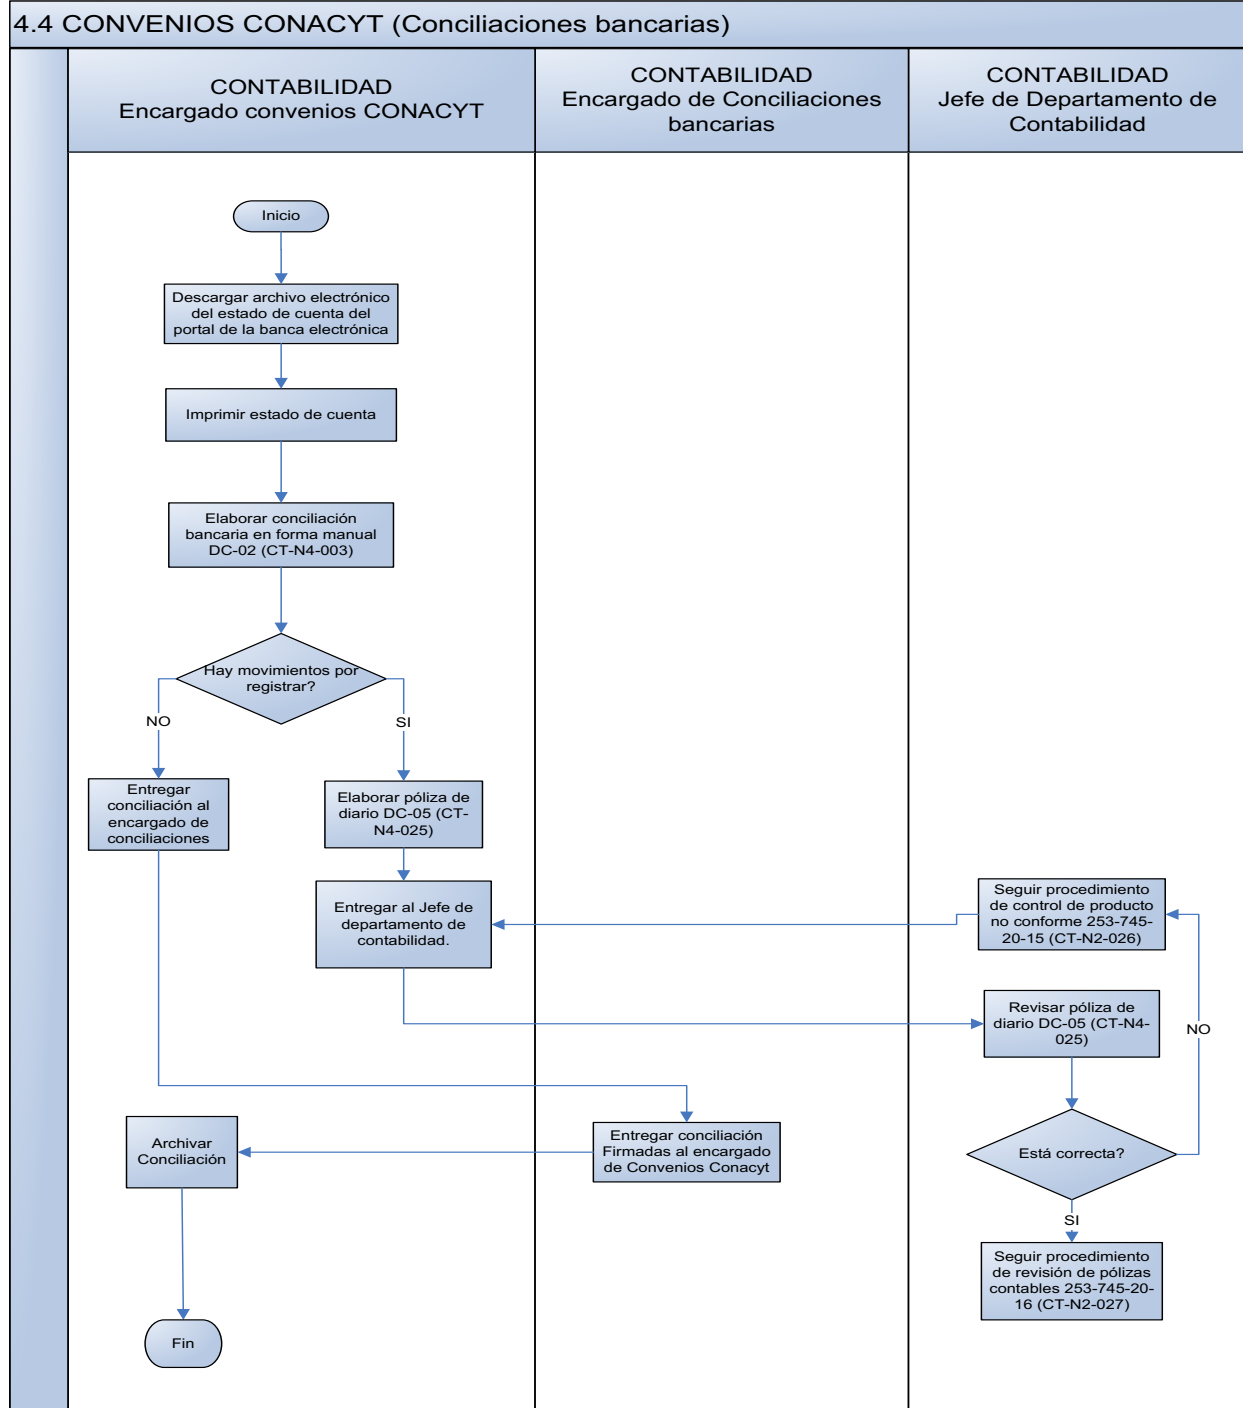 4.4 CONVENIOS CONACYT (Conciliaciones bancarias)
CONTABILIDAD
Encargado convenios CONACYT
CONTABILIDAD
Encargado de Conciliaciones
bancarias
CONTABILIDAD
Jefe de Departamento de
Contabilidad
Inicio
Descargar archivo electrónico
del estado de cuenta del
portal de la banca electrónica
Imprimir estado de cuenta
Elaborar conciliación
bancaria en forma manual
DC-02 (CT-N4-003)
Hay movimientos por
registrar?
NO
SI
Entregar
conciliación al
encargado de
conciliaciones
Elaborar póliza de
diario DC-05 (CT-
N4-025)
Entregar al Jefe de
departamento de
contabilidad.
Seguir procedimiento
de control de producto
no conforme 253-745-
20-15 (CT-N2-026)
Revisar póliza de
diario DC-05 (CT-N4-
025)
NO
Archivar
Conciliación
Entregar conciliación
Firmadas al encargado
de Convenios Conacyt
Está correcta?
SI
Seguir procedimiento
de revisión de pólizas
contables 253-745-20-
16 (CT-N2-027)
Fin